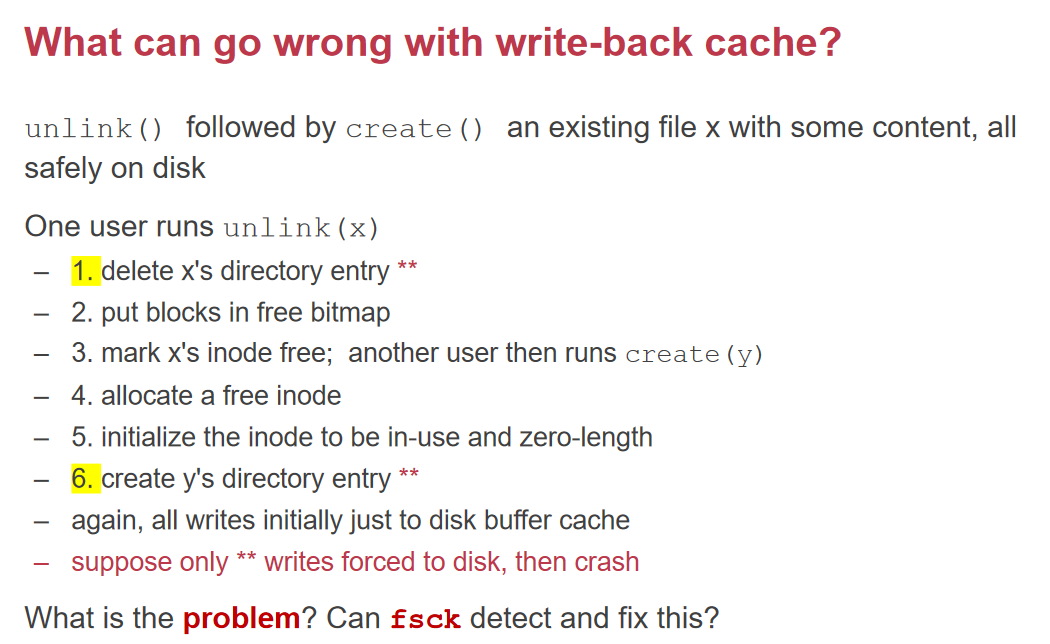 What can go wrong with write-back cache?
unlink() followed by create() an existing file x with some content, all
safely on disk
One user runs unlink(x)
– 1. delete x's directory entry **
– 2. put blocks in free bitmap
– 3. mark x's inode free; another user then runs create(y)
– 4. allocate a free inode
– 5. initialize the inode to be in-use and zero-length
– 6. create y's directory entry **
– again, all writes initially just to disk buffer cache
– suppose only ** writes forced to disk, then crash
What is the problem? Can fsck detect and fix this?